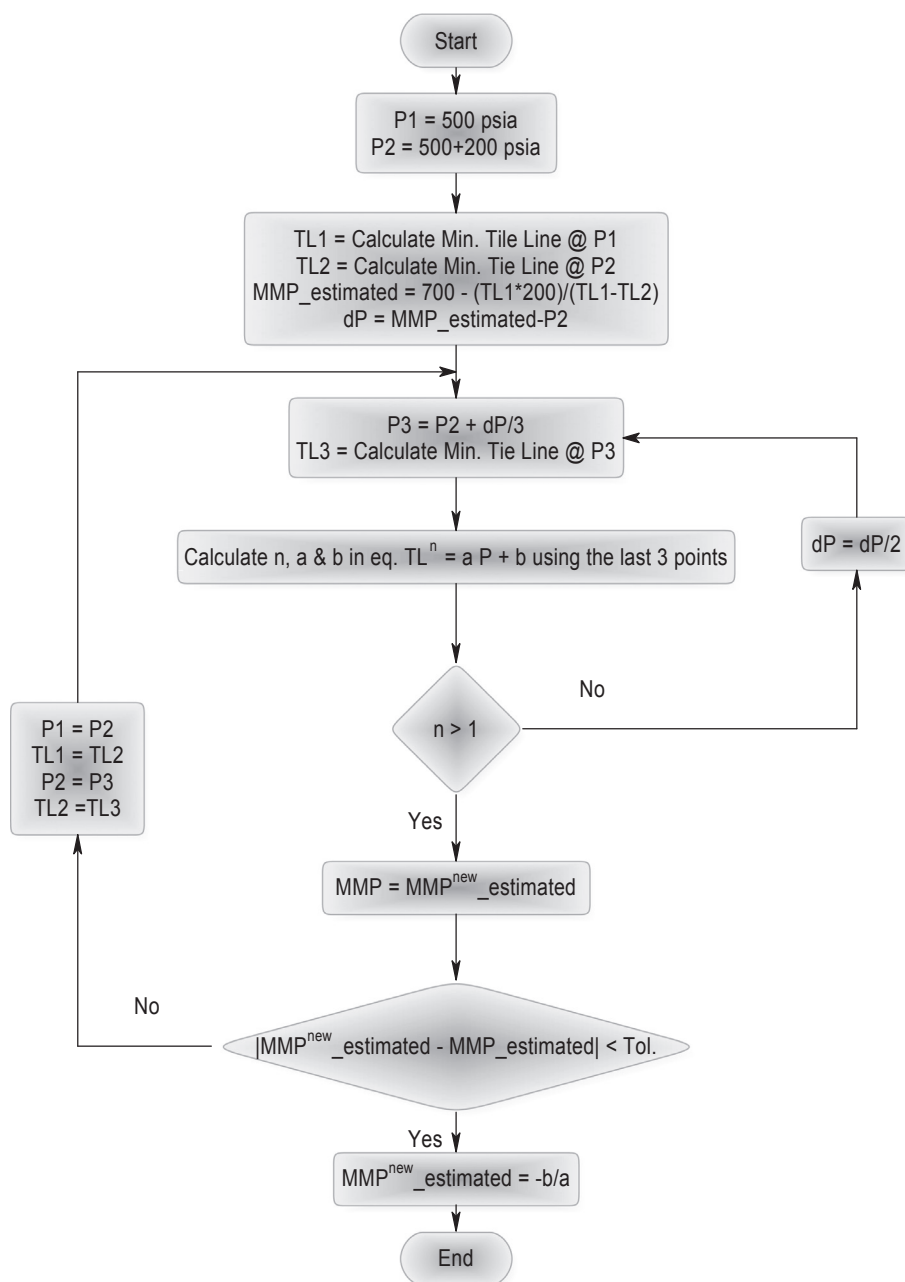 Start
P1 = 500 psia
P2 = 500+200 psia
TL1 = Calculate Min. Tile Line @ P1
TL2 = Calculate Min. Tie Line @ P2
MMP_estimated = 700 - (TL1*200)/(TL1-TL2)
dP = MMP_estimated-P2
P3 = P2 + dP/3
TL3 = Calculate Min. Tie Line @ P3
Calculate n, a & b in eq. TL^n = a P + b using the last 3 points
dP = dP/2
n > 1
No
Yes
P1 = P2
TL1 = TL2
P2 = P3
TL2 =TL3
MMP^new_estimated
MMP = MMP^new_estimated
No
|MMP^new_estimated - MMP_estimated| < Tol.
Yes
MMP^new_estimated = -b/a
End